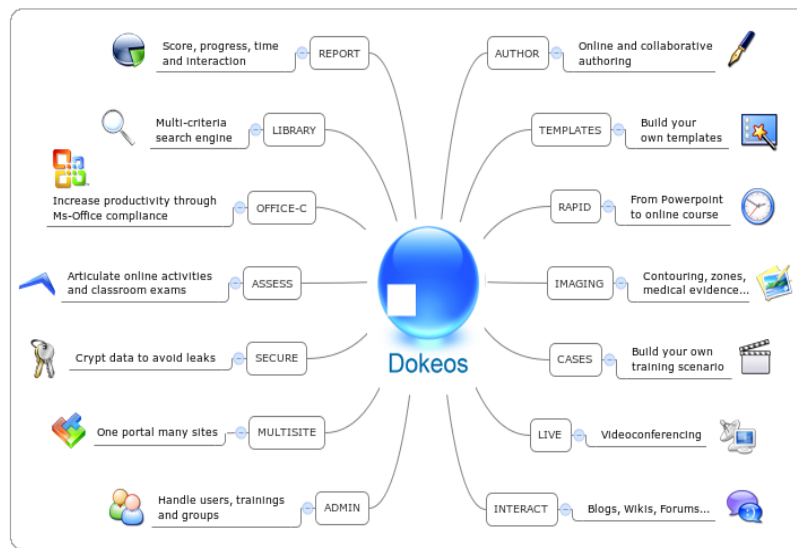 Score, progress, time
and interaction
REPORT
Multi-criteria
search engine
LIBRARY
Increase productivity through
Ms-Office compliance
OFFICE-C
Articulate online activities
and classroom exams
ASSESS
Crypt data to avoid leaks
SECURE
One portal many sites
MULTISITE
Handle users, trainings
and groups
ADMIN
Dokeos
AUTHOR
Online and collaborative
authoring
TEMPLATES
Build your
own templates
RAPID
From Powerpoint
to online course
IMAGING
Contouring, zones,
medical evidence...
CASES
Build your own
training scenario
LIVE
Videoconferencing
INTERACT
Blogs, Wikis, Forums...